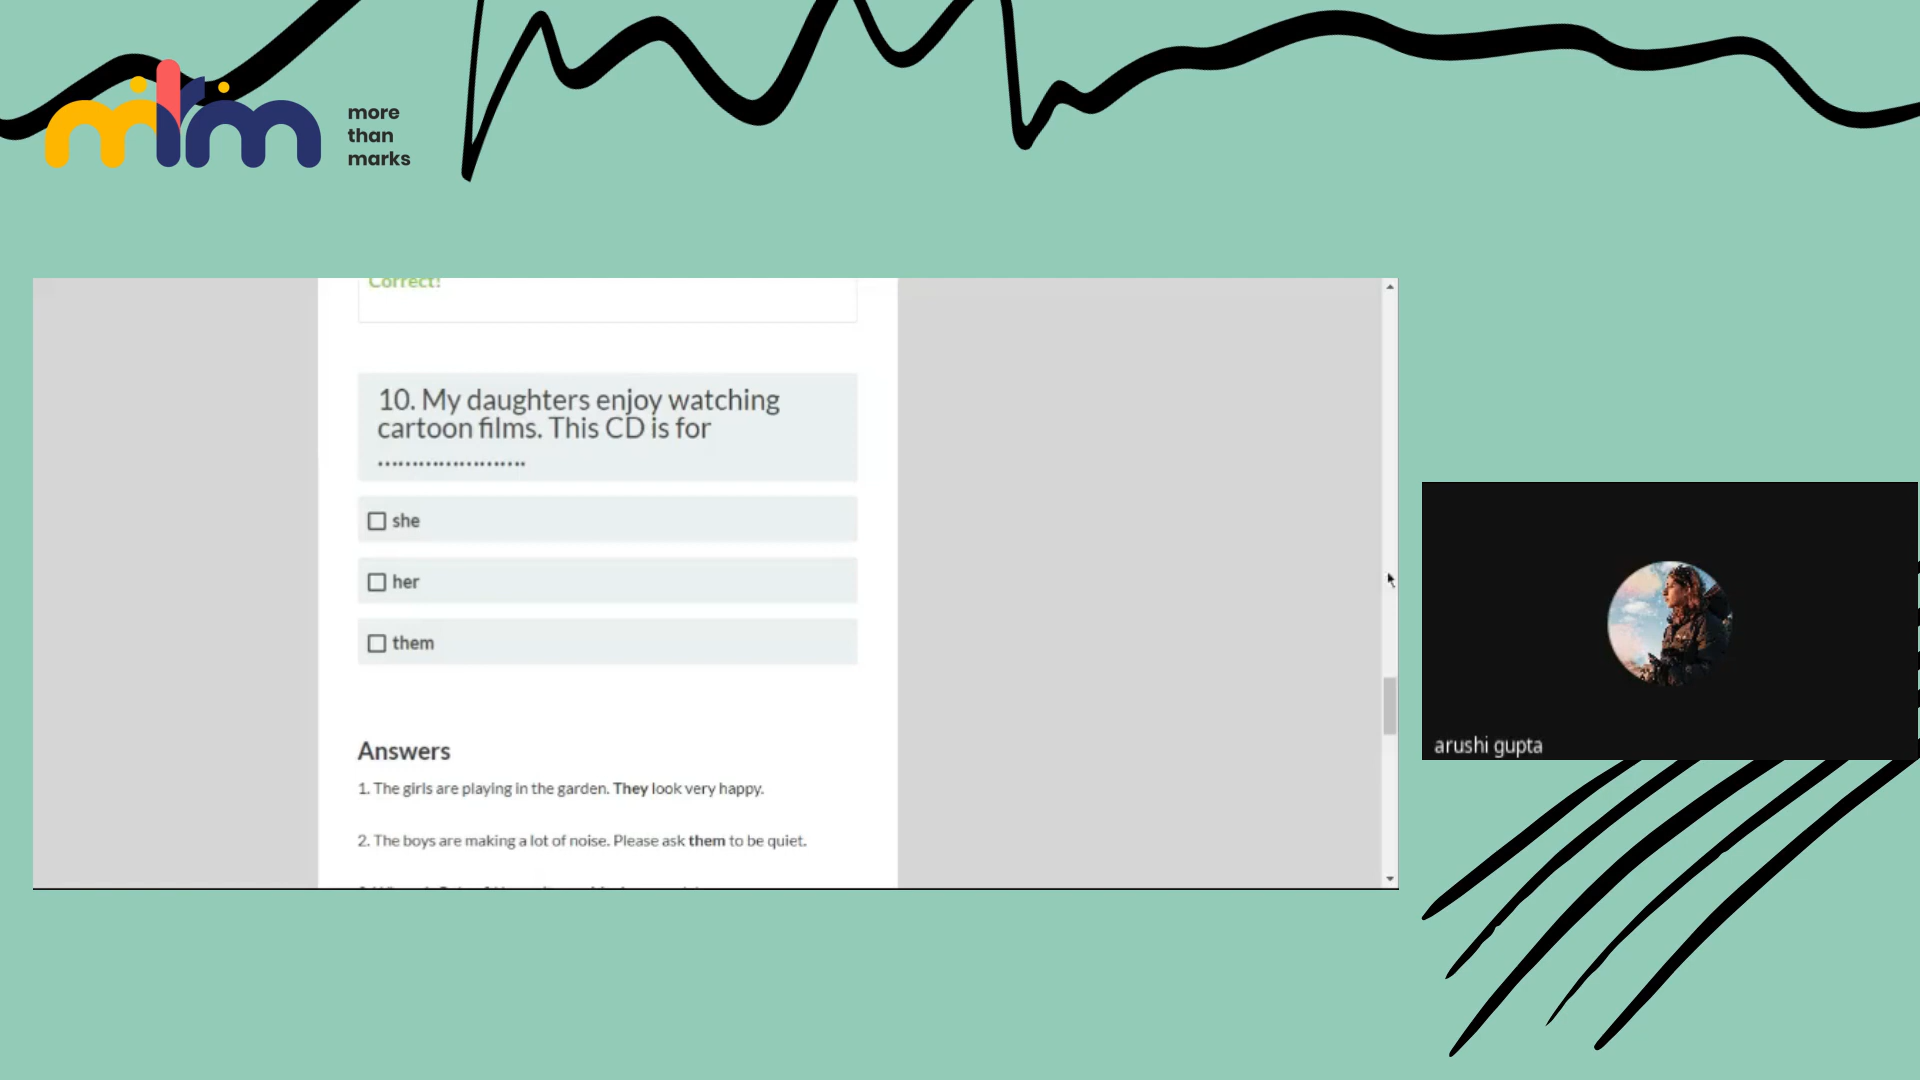 mtm
more
than
marks
Correct!
10. My daughters enjoy watching
cartoon films. This CD is for
......................
she
her
them
Answers
1. The girls are playing in the garden. They look very happy.
2. The boys are making a lot of noise. Please ask them to be quiet.
arushi gupta